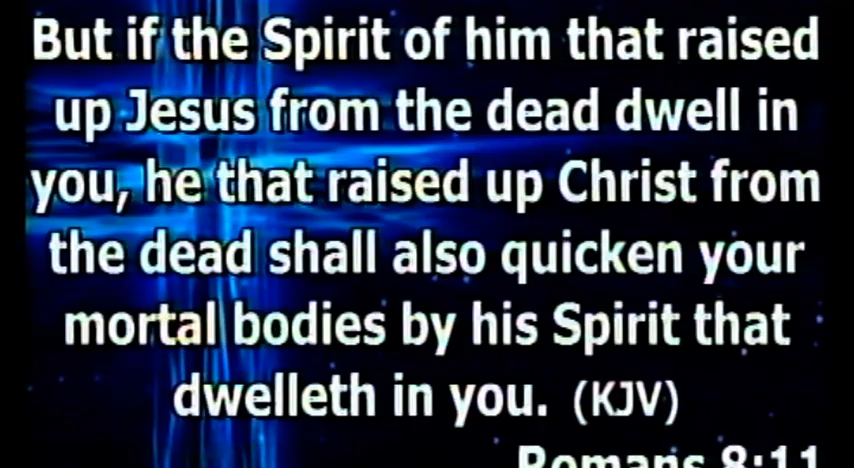 But if the Spirit of him that raised
up Jesus from the dead dwell in
you, he that raised up Christ from
the dead shall also quicken your
mortal bodies by his Spirit that
dwelleth in you. (KJV)
Romans 8:11